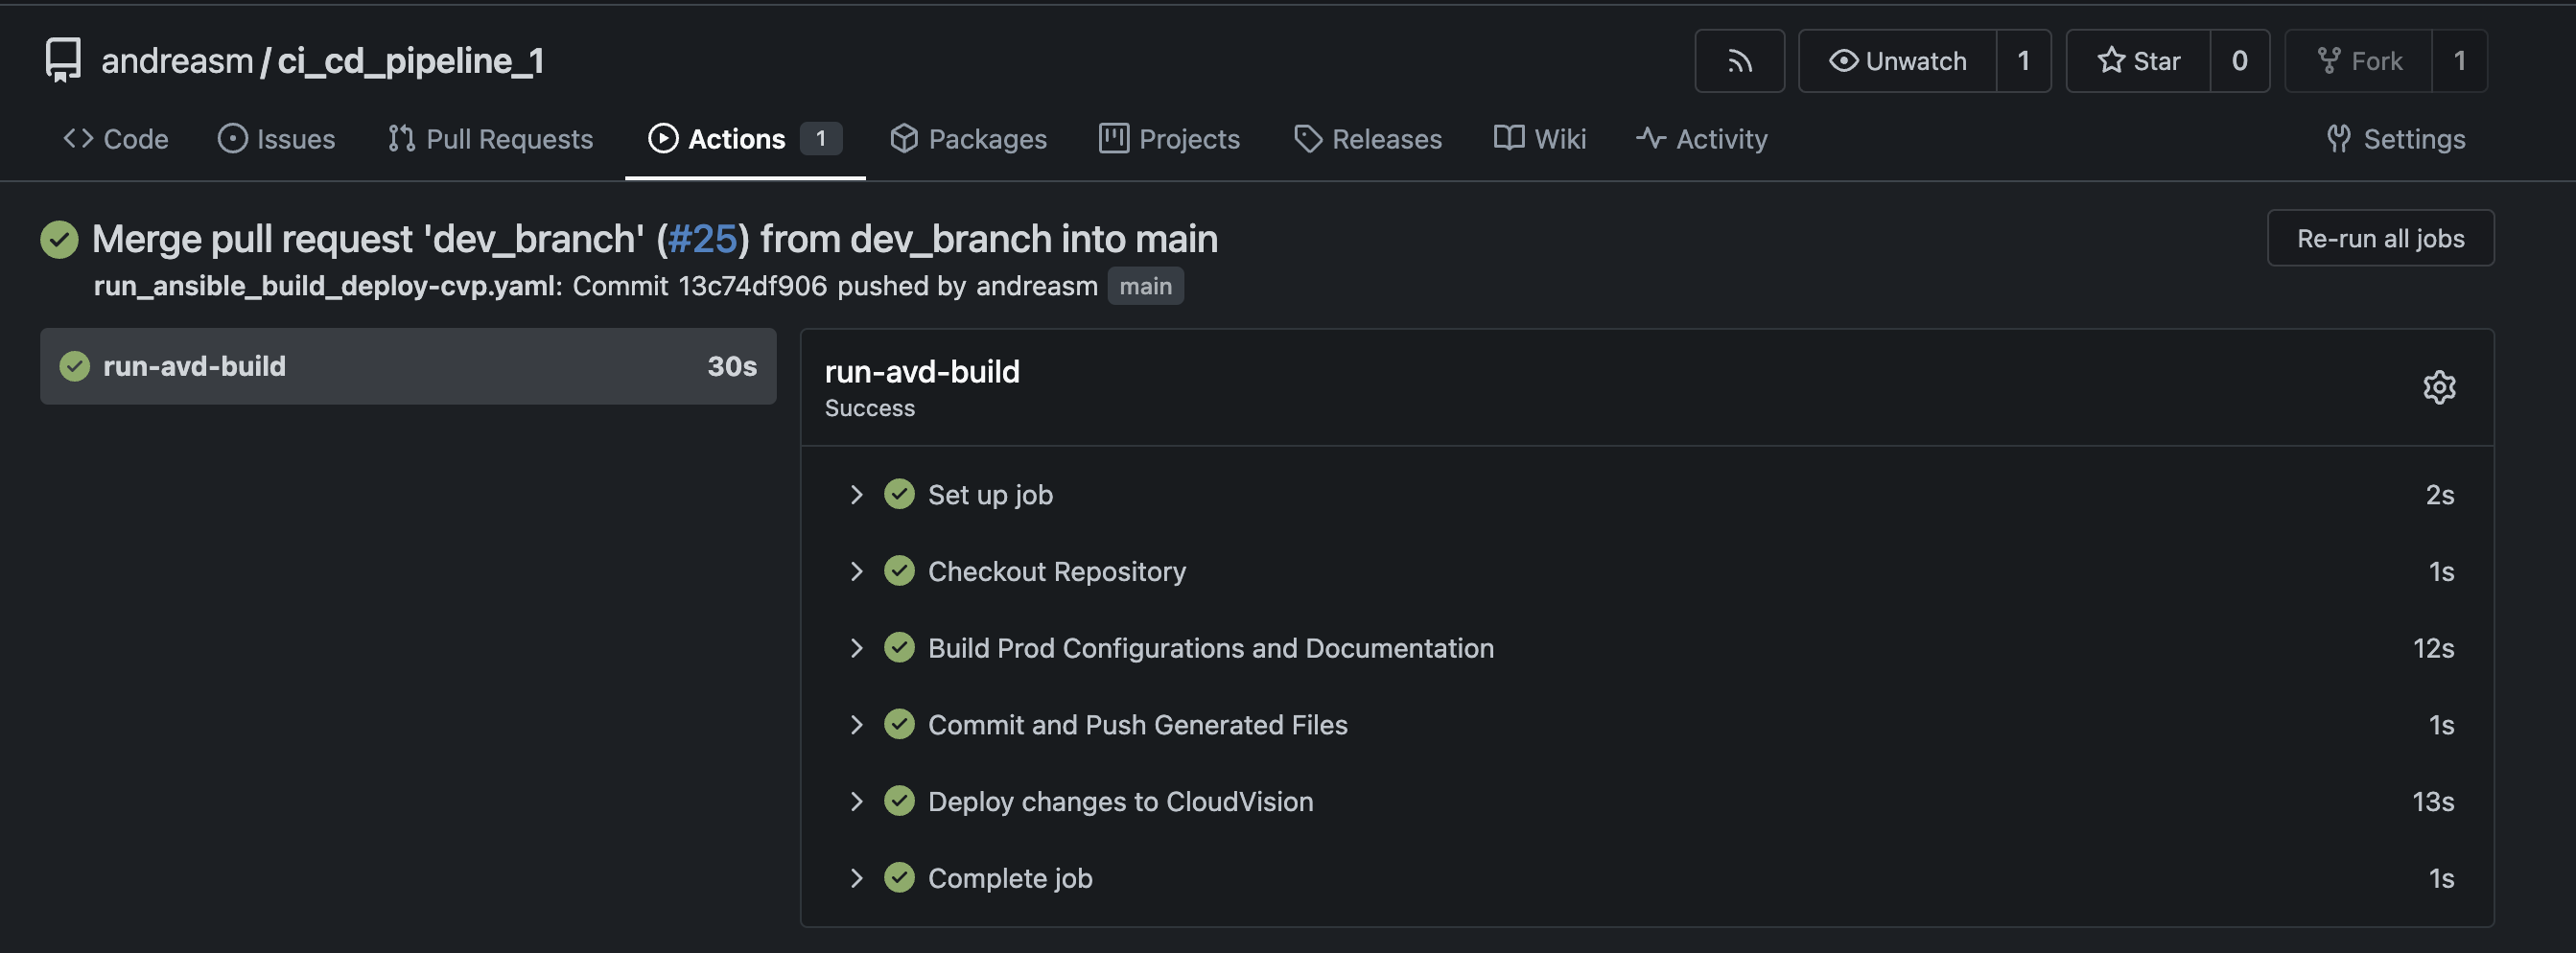 andreasm / ci_cd_pipeline_1 Unwatch 1 Star 0 Fork 1
Code Issues Pull Requests Actions 1 Packages Projects Releases Wiki Activity Settings
Merge pull request 'dev_branch' (#25) from dev_branch into main Re-run all jobs
run_ansible_build_deploy-cvp.yaml: Commit 13c74df906 pushed by andreasm main
run-avd-build 30s
run-avd-build
Success
Set up job 2s
Checkout Repository 1s
Build Prod Configurations and Documentation 12s
Commit and Push Generated Files 1s
Deploy changes to CloudVision 13s
Complete job 1s